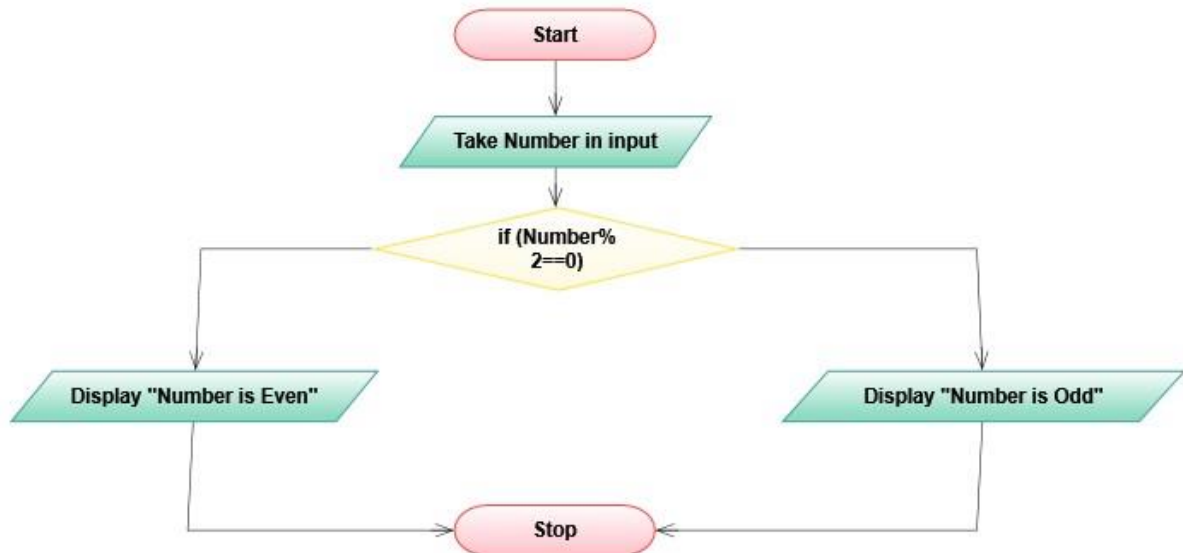 Start
Take Number in input
if (Number%
2==0)
Display "Number is Even"
Display "Number is Odd"
Stop